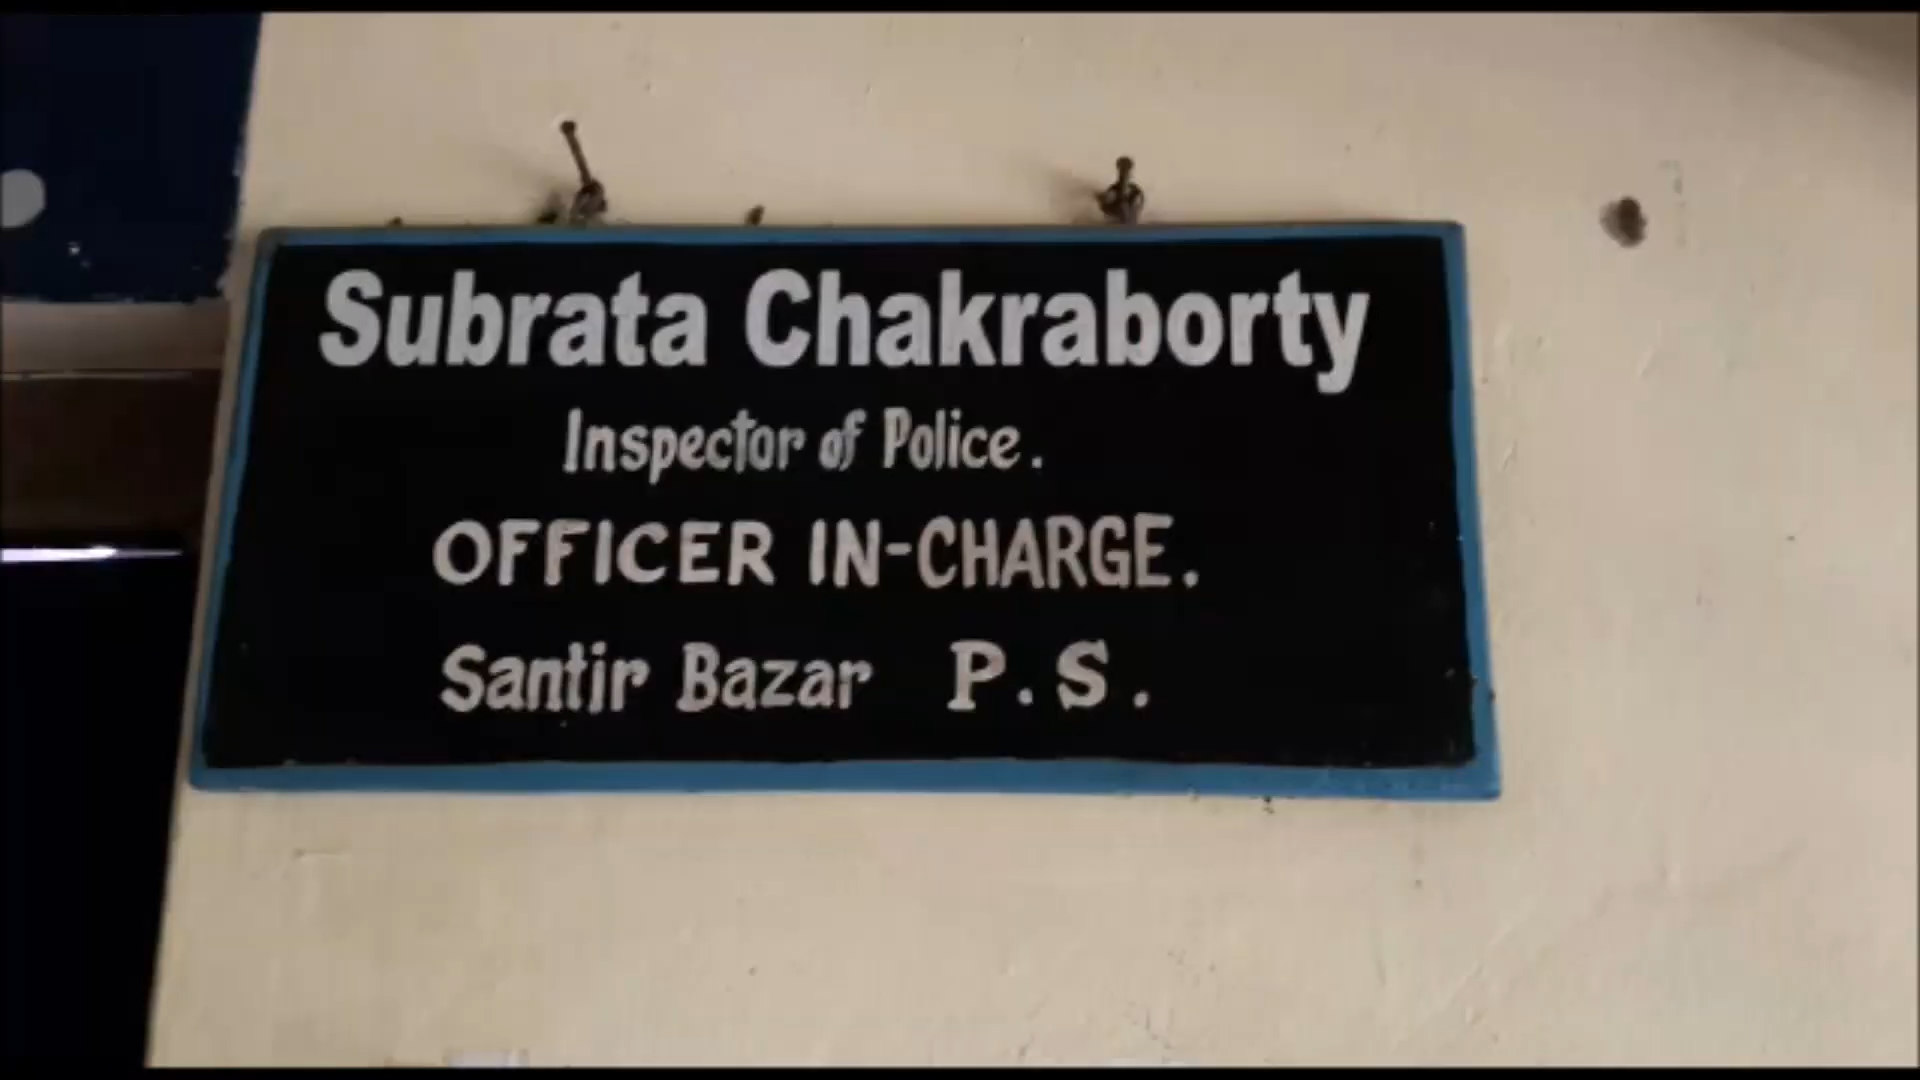 Subrata Chakraborty
Inspector of Police.
OFFICER IN-CHARGE.
Santir Bazar P.S.